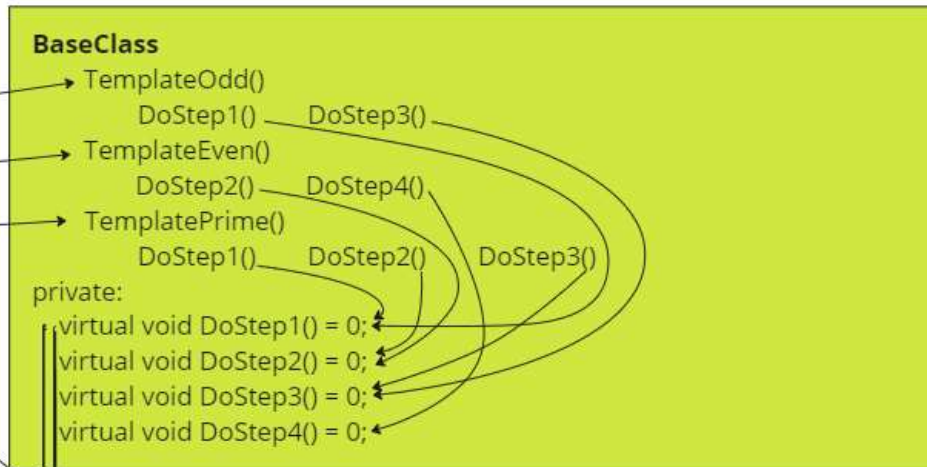 BaseClass
TemplateOdd()
DoStep1() DoStep3()
TemplateEven()
DoStep2() DoStep4()
TemplatePrime()
DoStep1() DoStep2() DoStep3()
private:
virtual void DoStep1() = 0;
virtual void DoStep2() = 0;
virtual void DoStep3() = 0;
virtual void DoStep4() = 0;